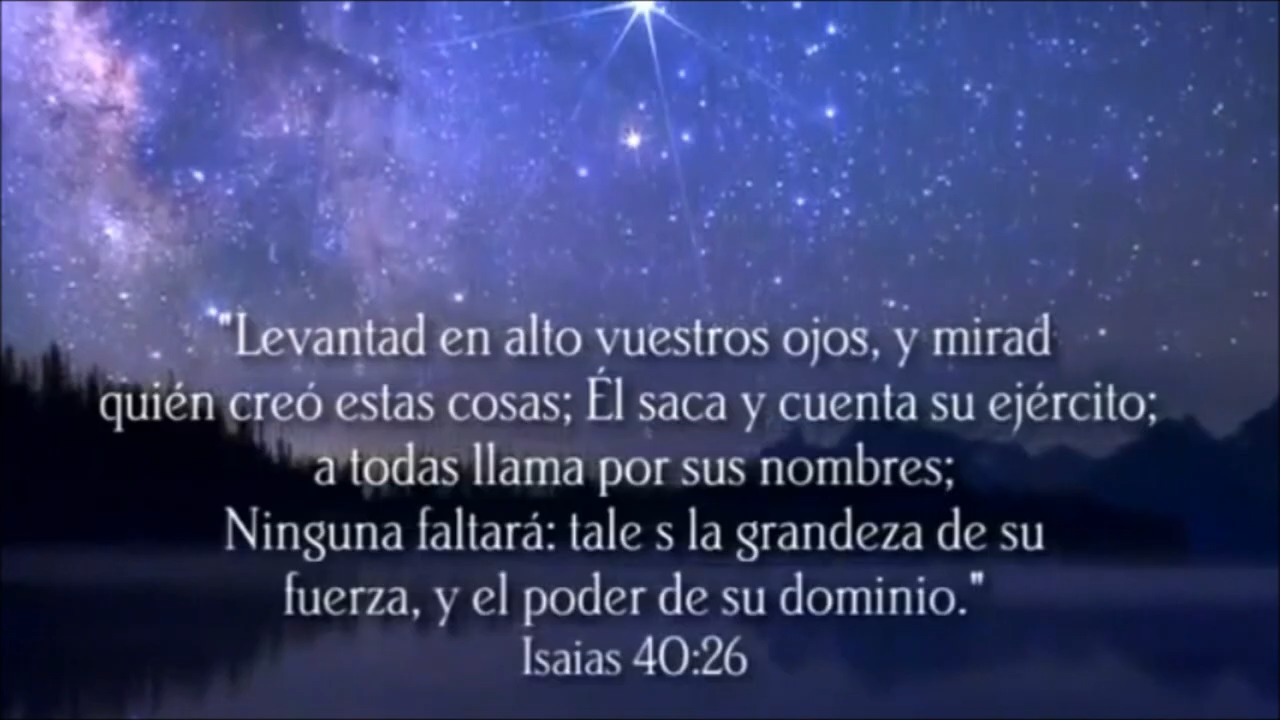 "Levantad en alto vuestros ojos, y mirad
quién creó estas cosas; Él saca y cuenta su ejército;
a todas llama por sus nombres;
Ninguna faltará: tale s la grandeza de su
fuerza, y el poder de su dominio."
Isaias 40:26